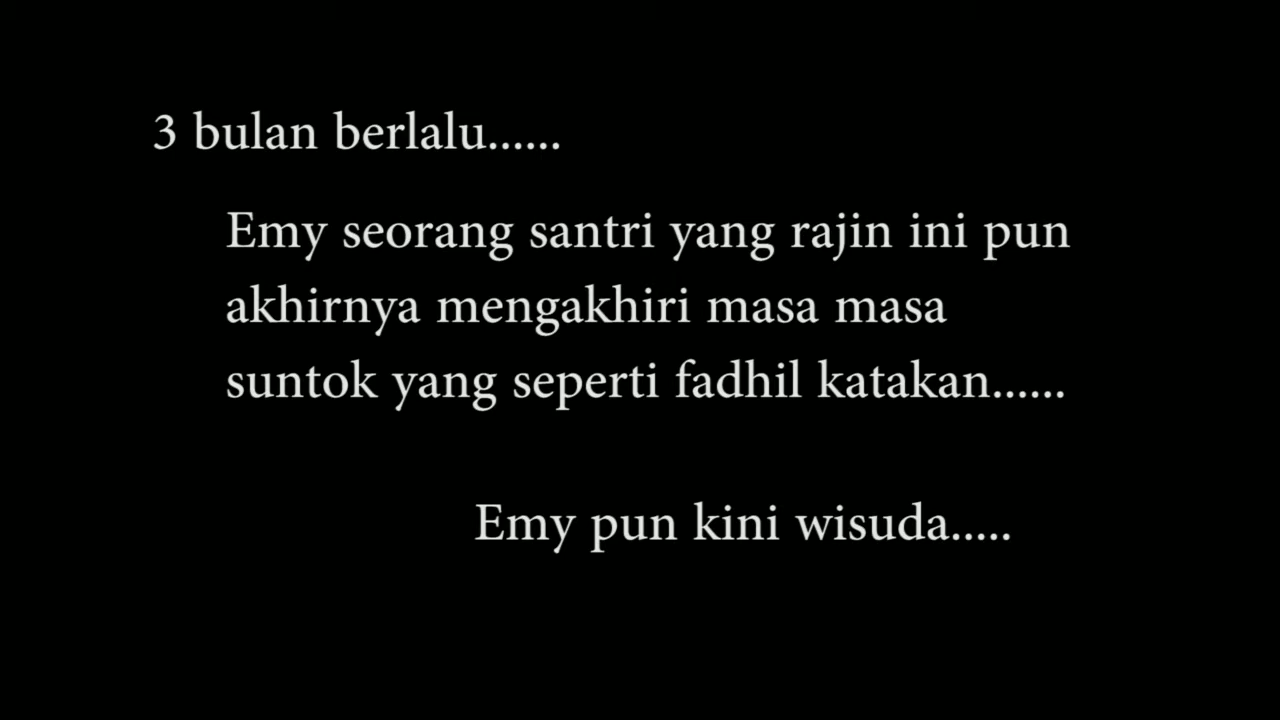 3 bulan berlalu......
Emy seorang santri yang rajin ini pun
akhirnya mengakhiri masa masa
suntok yang seperti fadhil katakan......
Emy pun kini wisuda.....